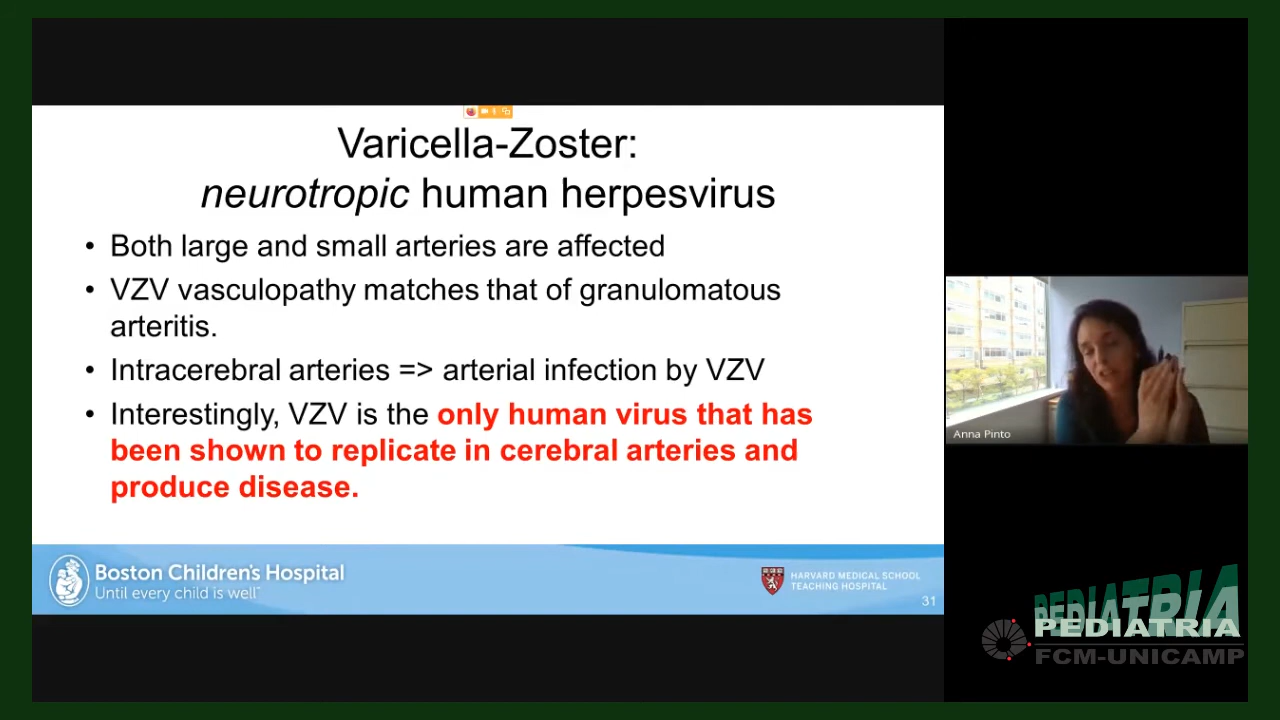 Varicella-Zoster:
neurotropic human herpesvirus
• Both large and small arteries are affected
• VZV vasculopathy matches that of granulomatous
arteritis.
• Intracerebral arteries => arterial infection by VZV
• Interestingly, VZV is the only human virus that has
been shown to replicate in cerebral arteries and
produce disease.
Boston Children's Hospital
Until every child is well™
HARVARD MEDICAL SCHOOL
TEACHING HOSPITAL
31
Anna Pinto
PEDIATRIA
PEDIATRIA
FCM-UNICAMP